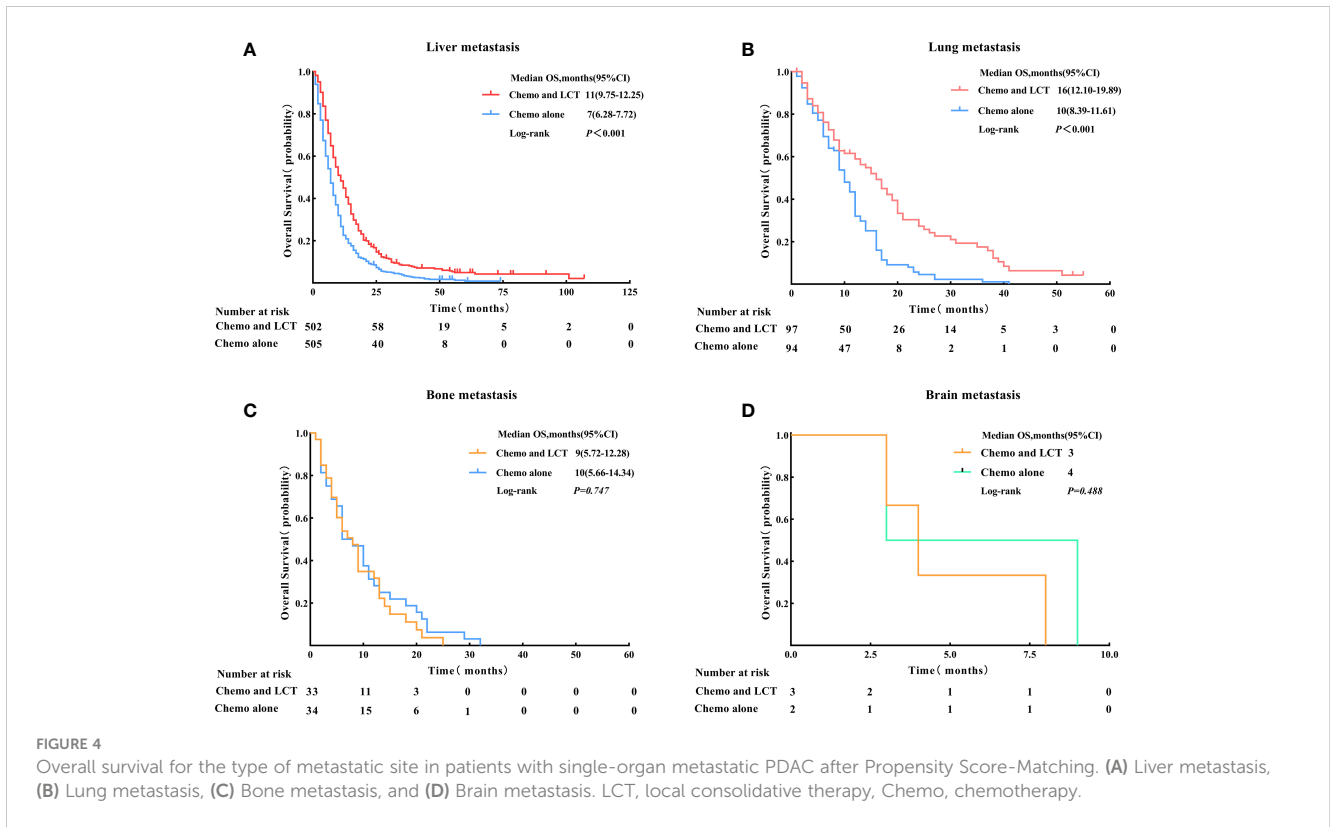 A
Liver metastasis
Median OS,months(95%CI)
Chemo and LCT 11(9.75-12.25)
Chemo alone 7(6.28-7.72)
Log-rank P<0.001
Overall Survival( probability)
1.0
0.8
0.6
0.4
0.2
0 25 50 75 100 125
Time( months)
Number at risk
Chemo and LCT 502 58 19 5 2 0
Chemo alone 505 40 8 0 0 0
B
Lung metastasis
Median OS,months(95%CI)
Chemo and LCT 16(12.10-19.89)
Chemo alone 10(8.39-11.61)
Log-rank P<0.001
Overall Survival( probability)
1.0
0.8
0.6
0.4
0.2
0 10 20 30 40 50 60
Time( months)
Number at risk
Chemo and LCT 97 50 26 14 5 3 0
Chemo alone 94 47 8 2 1 0 0
C
Bone metastasis
Median OS,months(95%CI)
Chemo and LCT 9(5.72-12.28)
Chemo alone 10(5.66-14.34)
Log-rank P=0.747
Overall Survival( probability)
1.0
0.8
0.6
0.4
0.2
0 10 20 30 40 50 60
Time( months)
Number at risk
Chemo and LCT 33 11 3 0 0 0 0
Chemo alone 34 15 6 1 0 0 0
D
Brain metastasis
Median OS,months(95%CI)
Chemo and LCT 3
Chemo alone 4
Log-rank P=0.488
Overall Survival( probability)
1.0
0.8
0.6
0.4
0.2
0.0 2.5 5.0 7.5 10.0
Time( months)
Number at risk
Chemo and LCT 3 2 1 1 0
Chemo alone 2 1 1 1 0
FIGURE 4
Overall survival for the type of metastatic site in patients with single-organ metastatic PDAC after Propensity Score-Matching. (A) Liver metastasis,
(B) Lung metastasis, (C) Bone metastasis, and (D) Brain metastasis. LCT, local consolidative therapy, Chemo, chemotherapy.